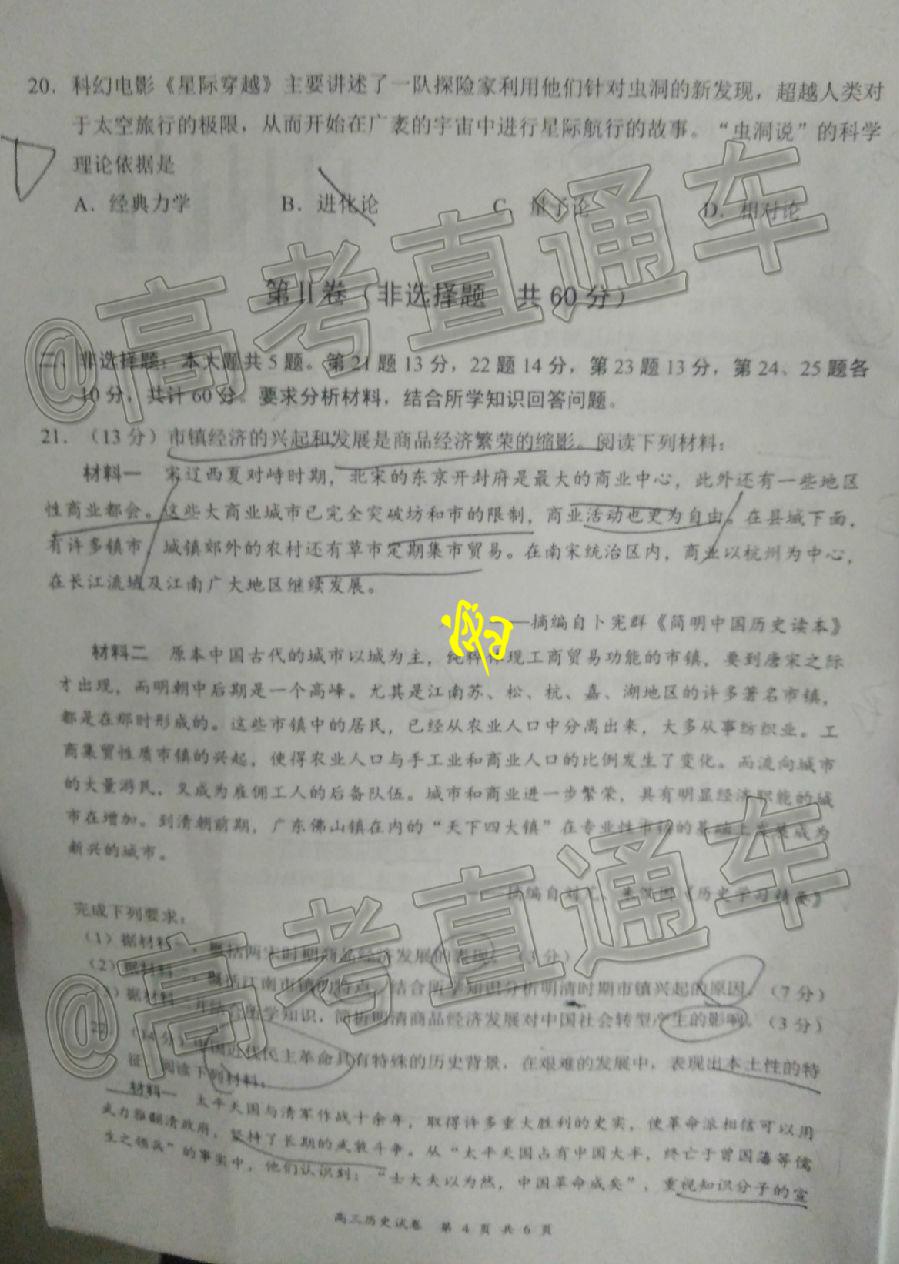 20．科幻电影《星际穿越》主要讲述了一队探险家利用他们针对虫洞的新发现，超越人类对
于太空旅行的极限，从而开始在广袤的宇宙中进行星际航行的故事。“虫洞说”的科学
理论依据是
D
A．经典力学 B．进化论 C．量子论 D．相对论
第Ⅱ卷（非选择题 共60分）
二、非选择题：本大题共5题。第21题13分，22题14分，第23题13分，第24、25题各
10分，共计60分。要求分析材料，结合所学知识回答问题。
21．（13分）市镇经济的兴起和发展是商品经济繁荣的缩影。阅读下列材料：
材料一 宋辽西夏对峙时期，北宋的东京开封府是最大的商业中心，此外还有一些地区
性商业都会。这些大商业城市已完全突破坊和市的限制，商业活动也更为自由。在县城下面，
有许多镇市，城镇郊外的农村还有草市定期集市贸易。在南宋统治区内，商业以杭州为中心，
在长江流域及江南广大地区继续发展。
——摘编自卜宪群《简明中国历史读本》
材料二 原本中国古代的城市以城为主，纯粹体现工商贸易功能的市镇，要到唐宋之际
才出现，而明朝中后期是一个高峰。尤其是江南苏、松、杭、嘉、湖地区的许多著名市镇，
都是在那时形成的。这些市镇中的居民，已经从农业人口中分离出来，大多从事纺织业。工
商集贸性质市镇的兴起，使得农业人口与手工业和商业人口的比例发生了变化。而流向城市
的大量游民，又成为雇佣工人的后备队伍。城市和商业进一步繁荣，具有明显经济职能的城
市在增加。到清朝前期，广东佛山镇在内的“天下四大镇”在专业性市镇的基础上发展成为
新兴的城市。
摘编自 《历史学习精要》
完成下列要求：
（1）据材料一，概括两宋时期商品经济发展的表现。（3分）
（2）据材料二，概括江南市镇的特点，结合所学知识分析明清时期市镇兴起的原因。（7分）
）据材料二并结合所学知识，简析明清商品经济发展对中国社会转型产生的影响。（3分）
22．（14分）中国近代民主革命具有特殊的历史背景，在艰难的发展中，表现出本土性的特
征。阅读下列材料：
材料一 太平天国与清军作战十余年，取得许多重大胜利的史实，使革命派相信可以用
武力推翻清政府，坚持了长期的武装斗争。从“太平天国占有中国大半，终亡于曾国藩等儒
生之领兵”的事实中，他们认识到：“士大夫以为然，中国革命成矣”，重视知识分子的宣
高三历史试卷 第4页共6页
@高考直通车
@高考直通车